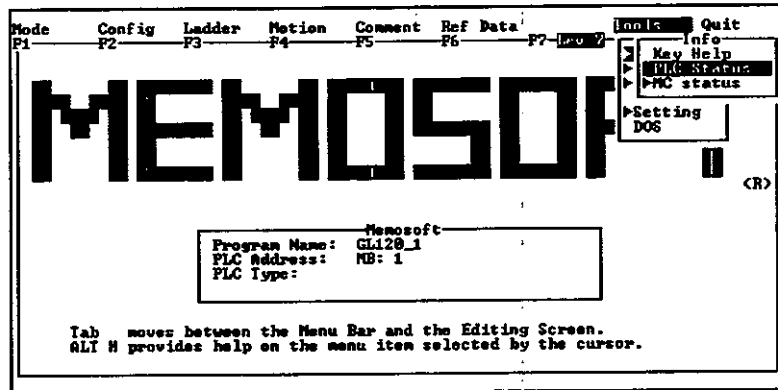 Mode Config Ladder Motion Comment Ref Data Tools Quit
F1 F2 F3 F4 F5 F6 F7-Lev ?
Info
Key Help
PLC Status
MC status
Setting
DOS
MEMOSOF
<R>
Memosoft
Program Name: GL120_1
PLC Address: MB: 1
PLC Type:
Tab moves between the Menu Bar and the Editing Screen.
ALT H provides help on the menu item selected by the cursor.